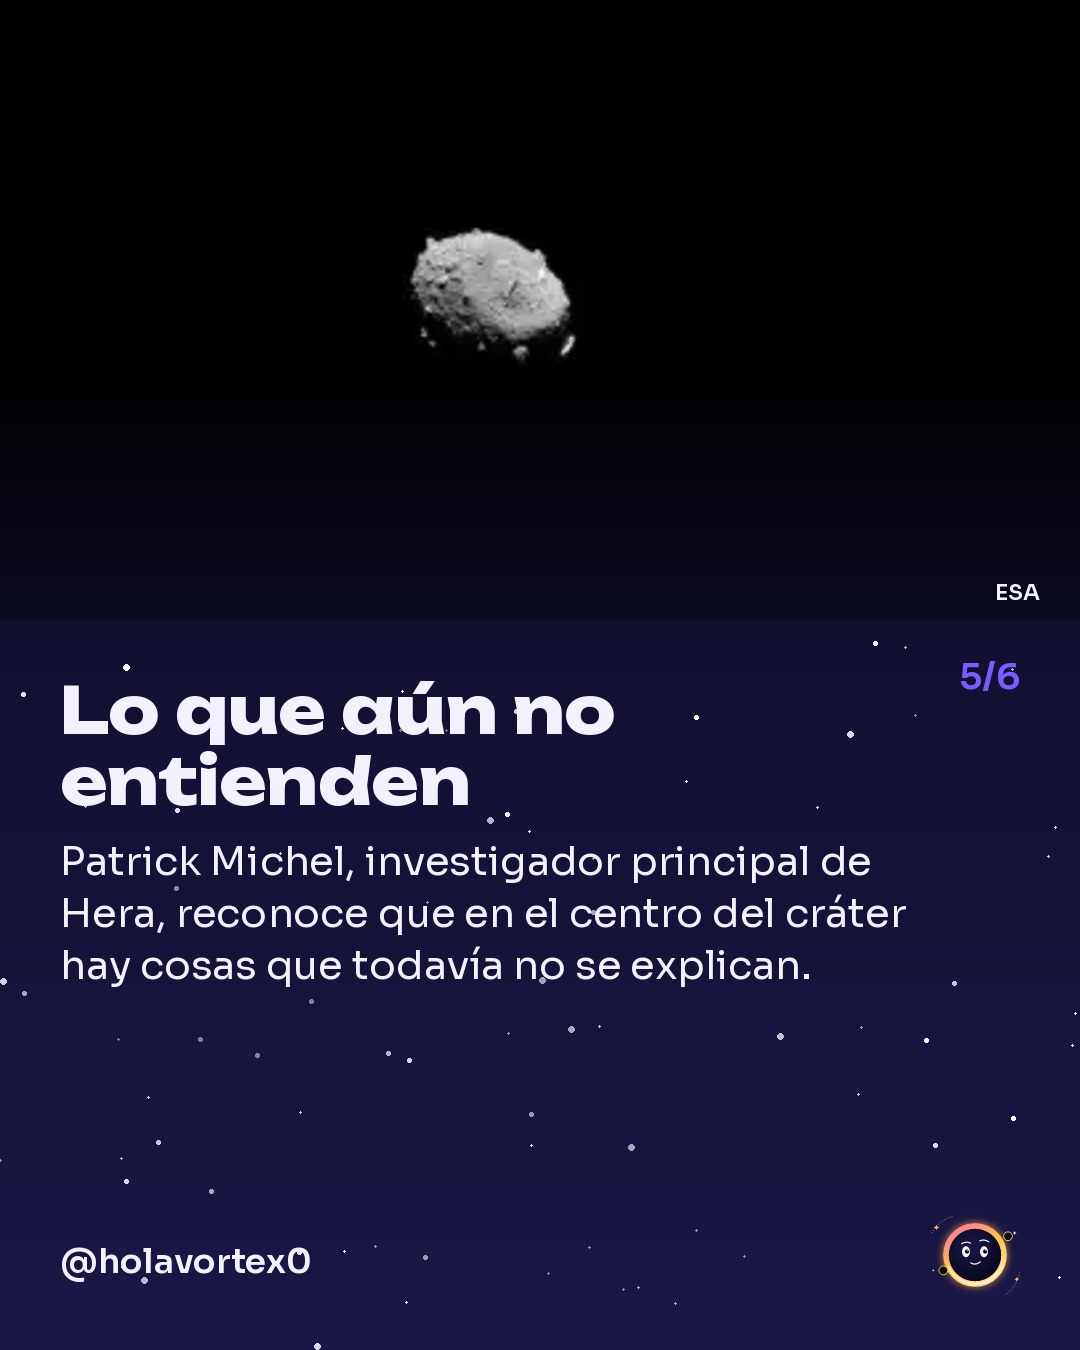 ESA
5/6
Lo que aún no
entienden
Patrick Michel, investigador principal de
Hera, reconoce que en el centro del cráter
hay cosas que todavía no se explican.
@holavortex0